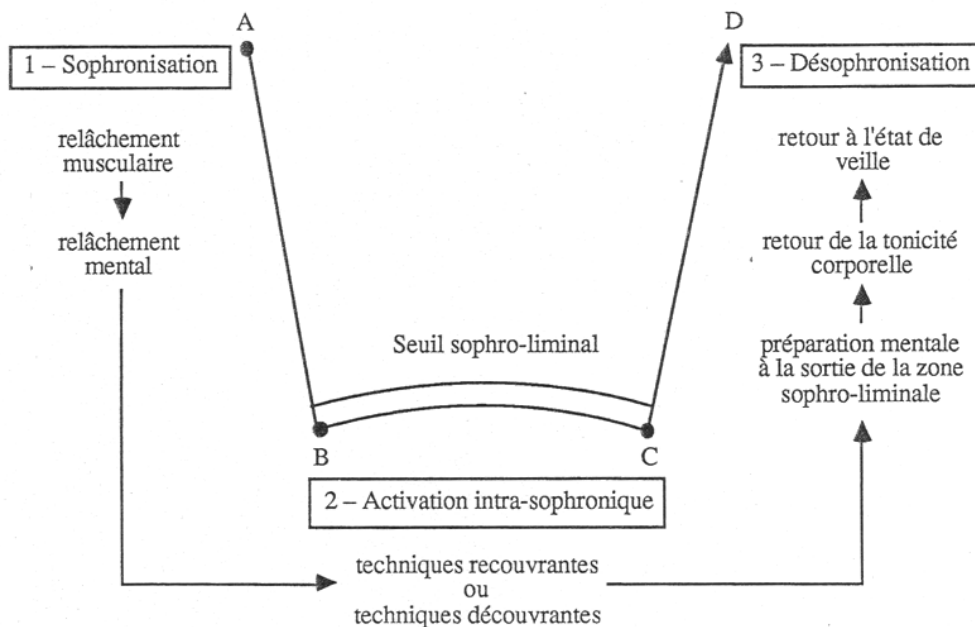 A
D
1 – Sophronisation
3 – Désophronisation
relâchement
musculaire
relâchement
mental
retour à l'état de
veille
retour de la tonicité
corporelle
préparation mentale
à la sortie de la zone
sophro-liminale
Seuil sophro-liminal
B
C
2 – Activation intra-sophronique
techniques recouvrantes
ou
techniques découvrantes